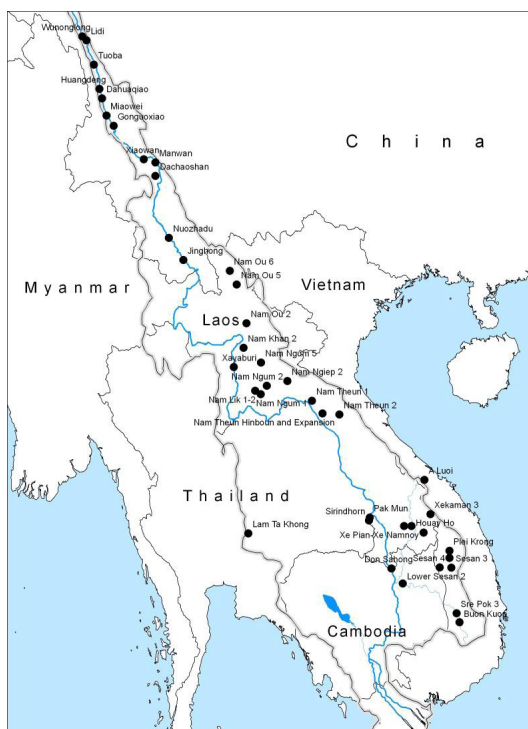 Wunonglong
Lidi
Tuoba
Huangdeng
Dahuaqiao
Miaowei
Gonguoxiao
Xiaowan
Manwan
Dachaoshan
C h i n a
Nuozhadu
Jinghong
Nam Ou 6
Nam Ou 5
M y a n m a r
Vietnam
Nam Ou 2
Laos
Nam Khan 2
Xayaburi
Nam Ngum 5
Nam Ngum 2
Nam Ngiep 2
Nam Lik 1-2
Nam Ngum 1
Nam Theun 1
Nam Theun 2
Nam Theun Hinboun and Expansion
A Luoi
T h a i l a n d
Sirindhorn
Pak Mun
Xekaman 3
Lam Ta Khong
Houay Ho
Xe Pian-Xe Namnoy
Plei Krong
Don Sahong
Sesan 4
Sesan 3
Lower Sesan 2
Sre Pok 3
Buon Kuop
Cambodia